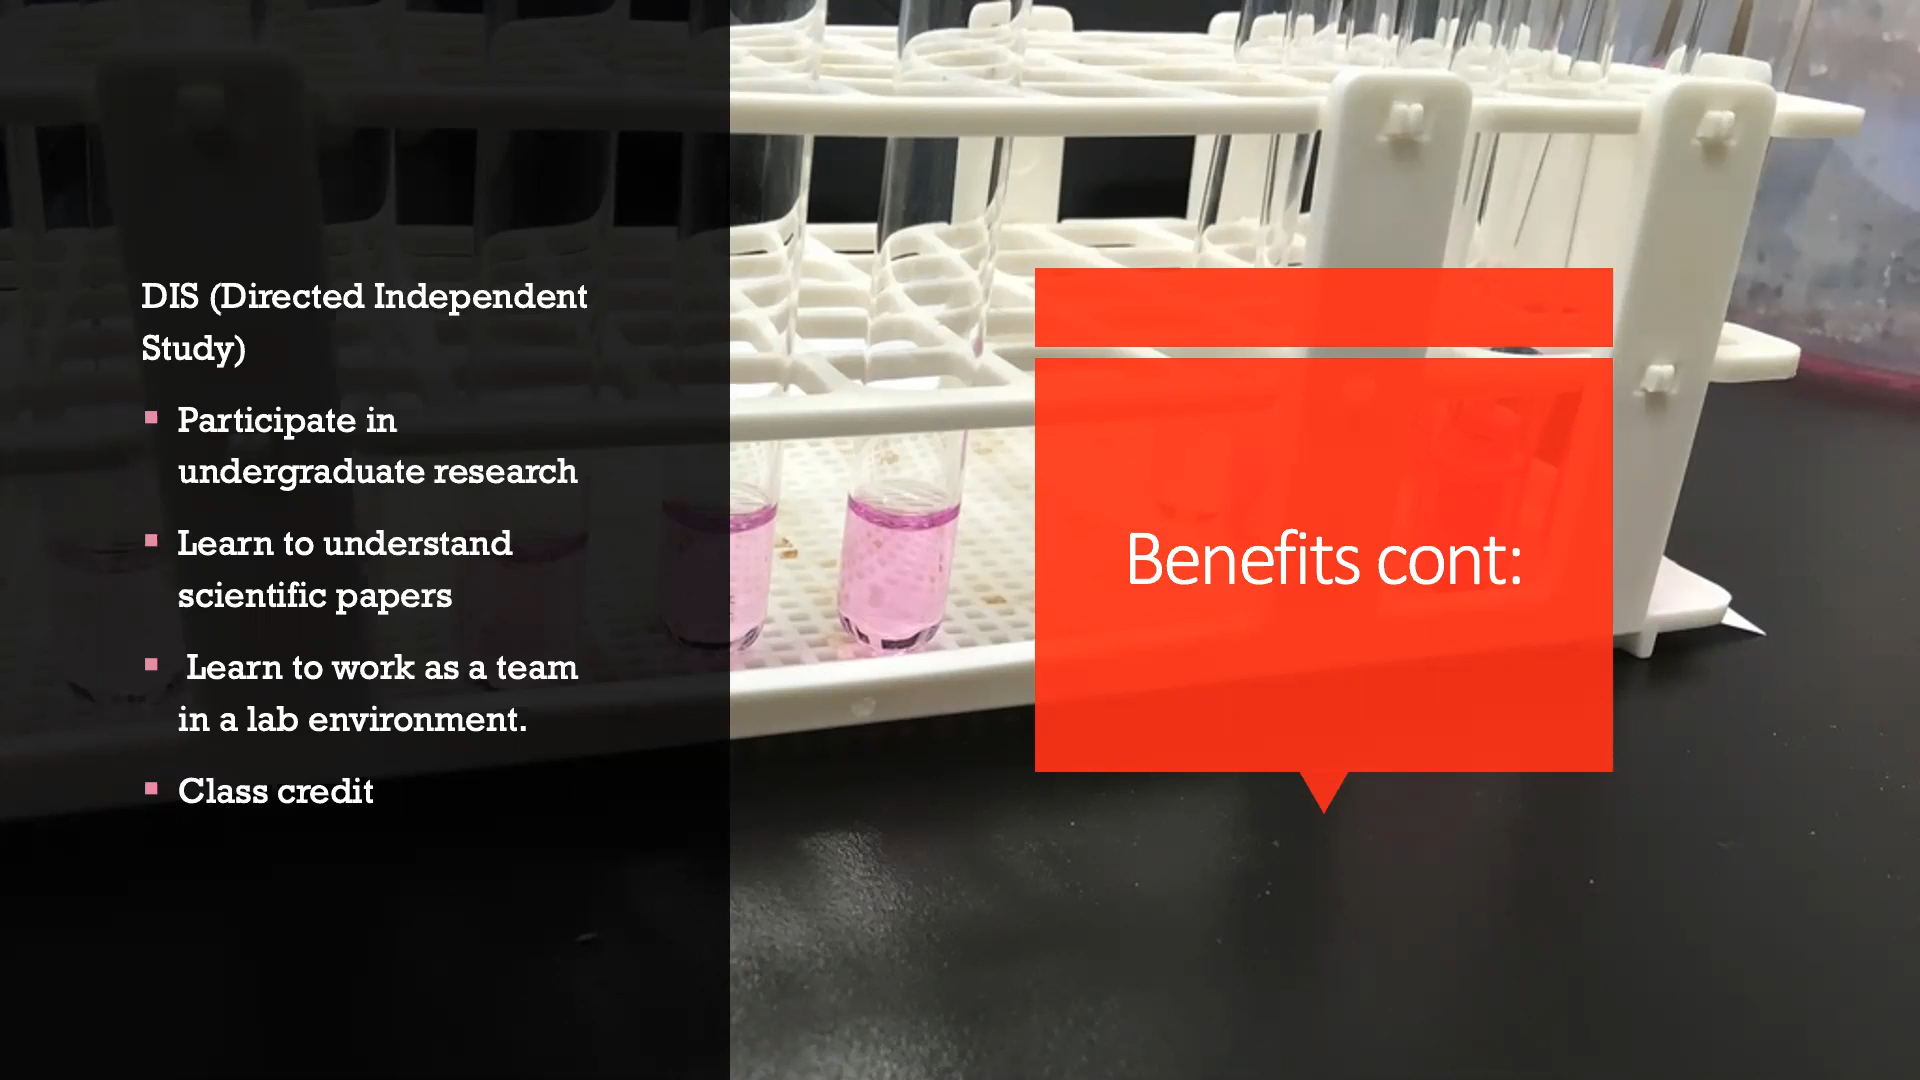 DIS (Directed Independent
Study)
Participate in
undergraduate research
Learn to understand
scientific papers
Learn to work as a team
in a lab environment.
Class credit
Benefits cont: